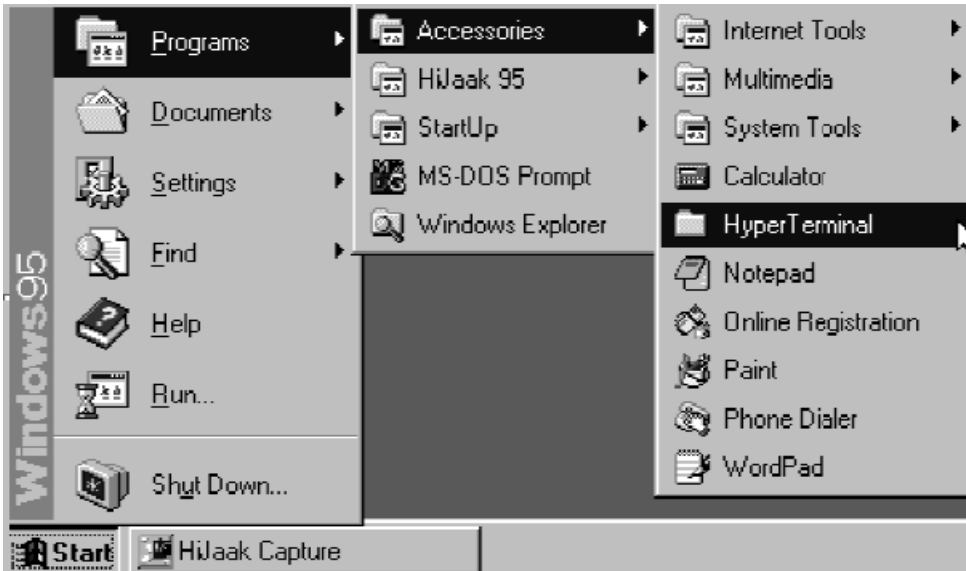 Programs
Documents
Settings
Find
Help
Run...
Shut Down...
Windows95
Accessories
HiJaak 95
StartUp
MS-DOS Prompt
Windows Explorer
Internet Tools
Multimedia
System Tools
Calculator
HyperTerminal
Notepad
Online Registration
Paint
Phone Dialer
WordPad
Start
HiJaak Capture